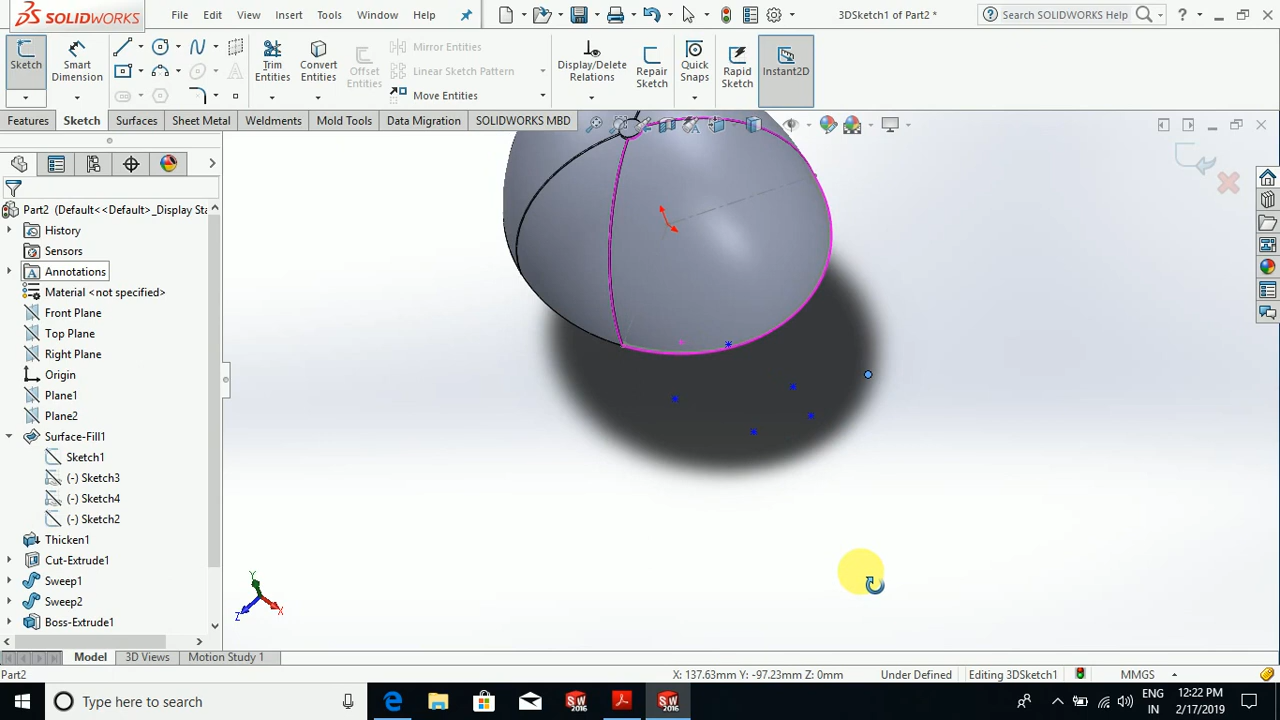 SOLIDWORKS
File Edit View Insert Tools Window Help
3DSketch1 of Part2 *
Search SOLIDWORKS Help
Sketch
Smart Dimension
Trim Entities
Convert Entities
Offset Entities
Mirror Entities
Linear Sketch Pattern
Move Entities
Display/Delete Relations
Repair Sketch
Quick Snaps
Rapid Sketch
Instant2D
Features Sketch Surfaces Sheet Metal Weldments Mold Tools Data Migration SOLIDWORKS MBD
Part2 (Default<<Default>_Display Sta
History
Sensors
Annotations
Material <not specified>
Front Plane
Top Plane
Right Plane
Origin
Plane1
Plane2
Surface-Fill1
Sketch1
(-) Sketch3
(-) Sketch4
(-) Sketch2
Thicken1
Cut-Extrude1
Sweep1
Sweep2
Boss-Extrude1
Y
Z
X
Model 3D Views Motion Study 1
Part2
X: 137.63mm Y: -97.23mm Z: 0mm Under Defined Editing 3DSketch1 MMGS
Type here to search
SW 2016
SW 2016
ENG
IN
12:22 PM
2/17/2019